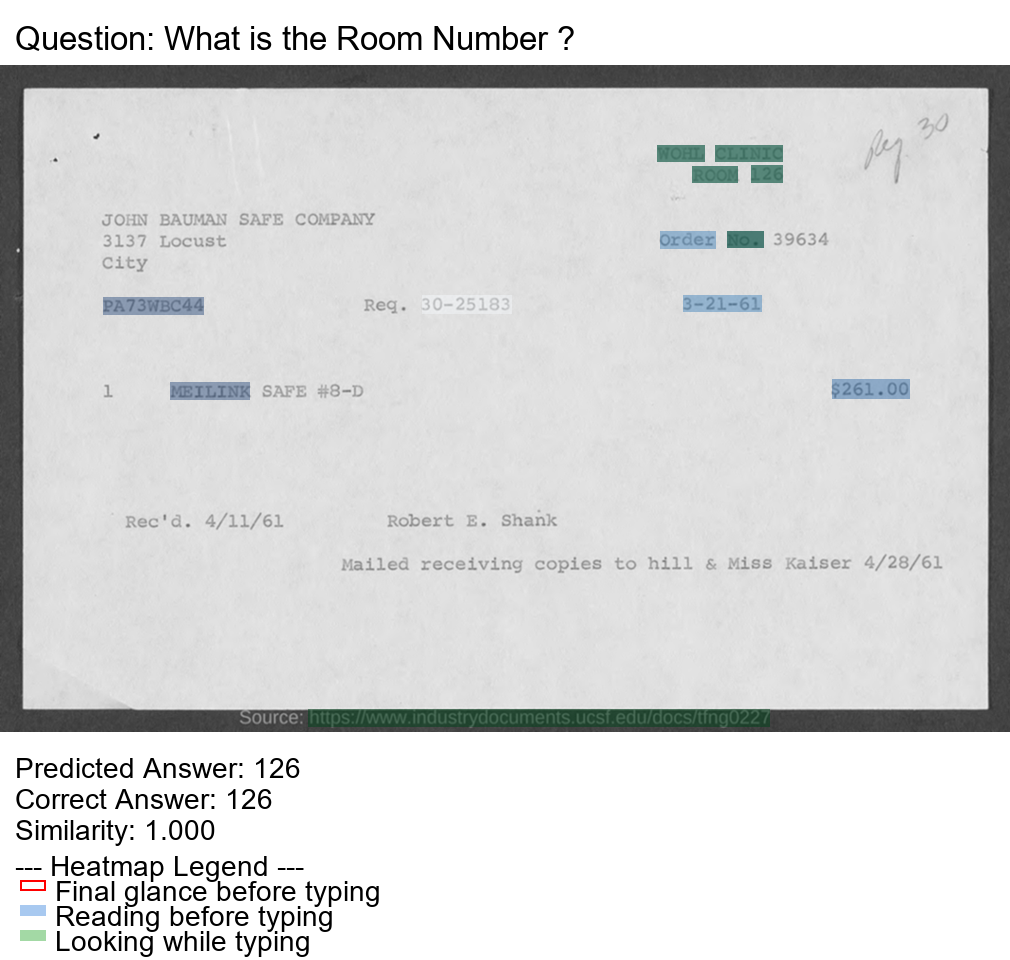 Question: What is the Room Number ?
Reg. 30
WOHL CLINIC
ROOM 126
JOHN BAUMAN SAFE COMPANY
3137 Locust
City
Order No. 39634
PA73WBC44 Req. 30-25183 3-21-61
1 MEILINK SAFE #8-D $261.00
Rec'd. 4/11/61 Robert E. Shank
Mailed receiving copies to hill & Miss Kaiser 4/28/61
Source: https://www.industrydocuments.ucsf.edu/docs/tfng0227
Predicted Answer: 126
Correct Answer: 126
Similarity: 1.000
--- Heatmap Legend ---
Final glance before typing
Reading before typing
Looking while typing